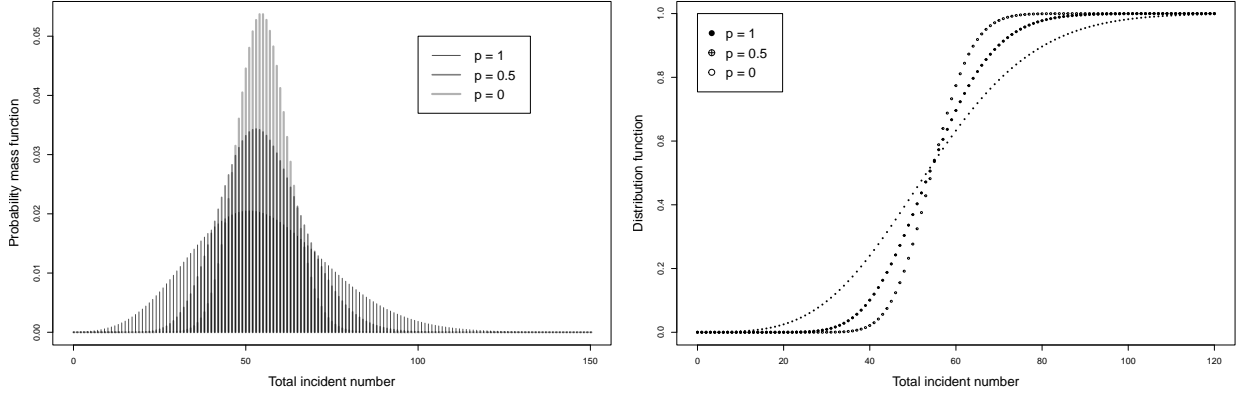 Probability mass function
0.00 0.01 0.02 0.03 0.04 0.05
p = 1
p = 0.5
p = 0
0 50 100 150
Total incident number
Distribution function
0.0 0.2 0.4 0.6 0.8 1.0
p = 1
p = 0.5
p = 0
0 20 40 60 80 100 120
Total incident number